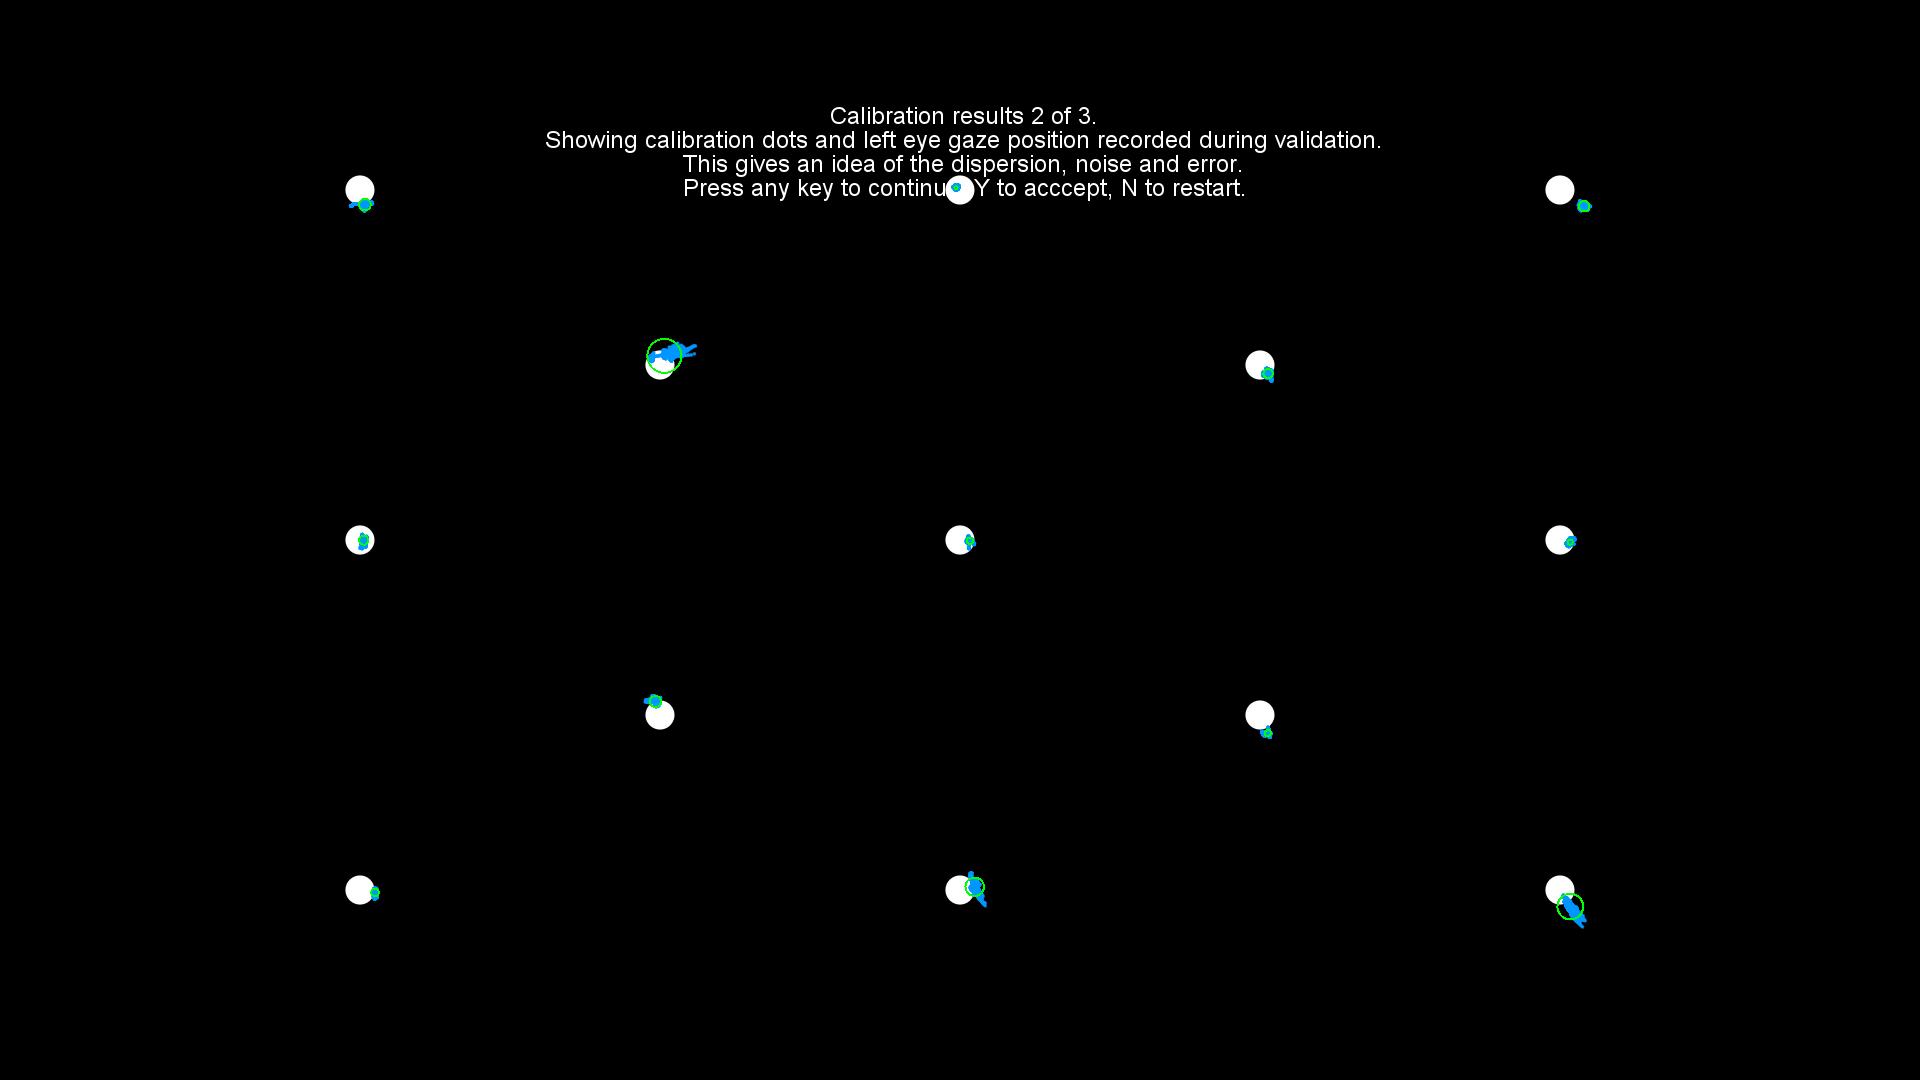 Calibration results 2 of 3.
Showing calibration dots and left eye gaze position recorded during validation.
This gives an idea of the dispersion, noise and error.
Press any key to continu Y to acccept, N to restart.